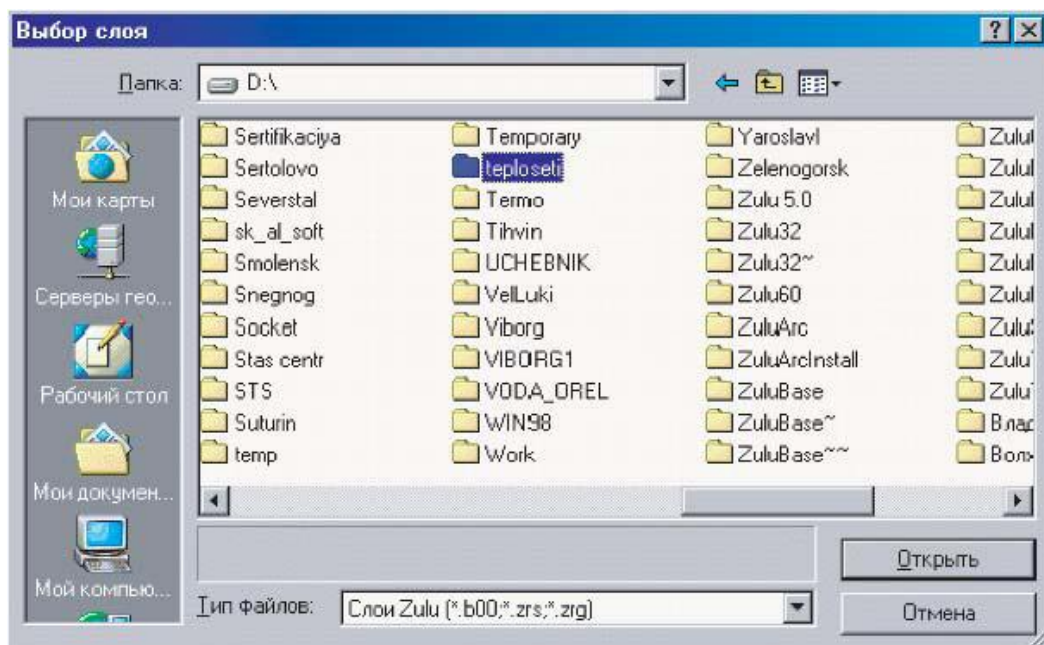 Выбор слоя
Папка: D:\
Мои карты
Серверы гео...
Рабочий стол
Мои докумен...
Мой компью...
Sertifikaciya
Sertolovo
Severstal
sk_al_soft
Smolensk
Snegnog
Socket
Stas centr
STS
Suturin
temp
Temporary
teploseti
Termo
Tihvin
UCHEBNIK
VelLuki
Viborg
VIBORG1
VODA_OREL
WIN98
Work
Yaroslavl
Zelenogorsk
Zulu 5.0
Zulu32
Zulu32~
Zulu60
ZuluArc
ZuluArcInstall
ZuluBase
ZuluBase~
ZuluBase~~
Открыть
Тип файлов: Слои Zulu (*.b00;*.zrs;*.zrg)
Отмена